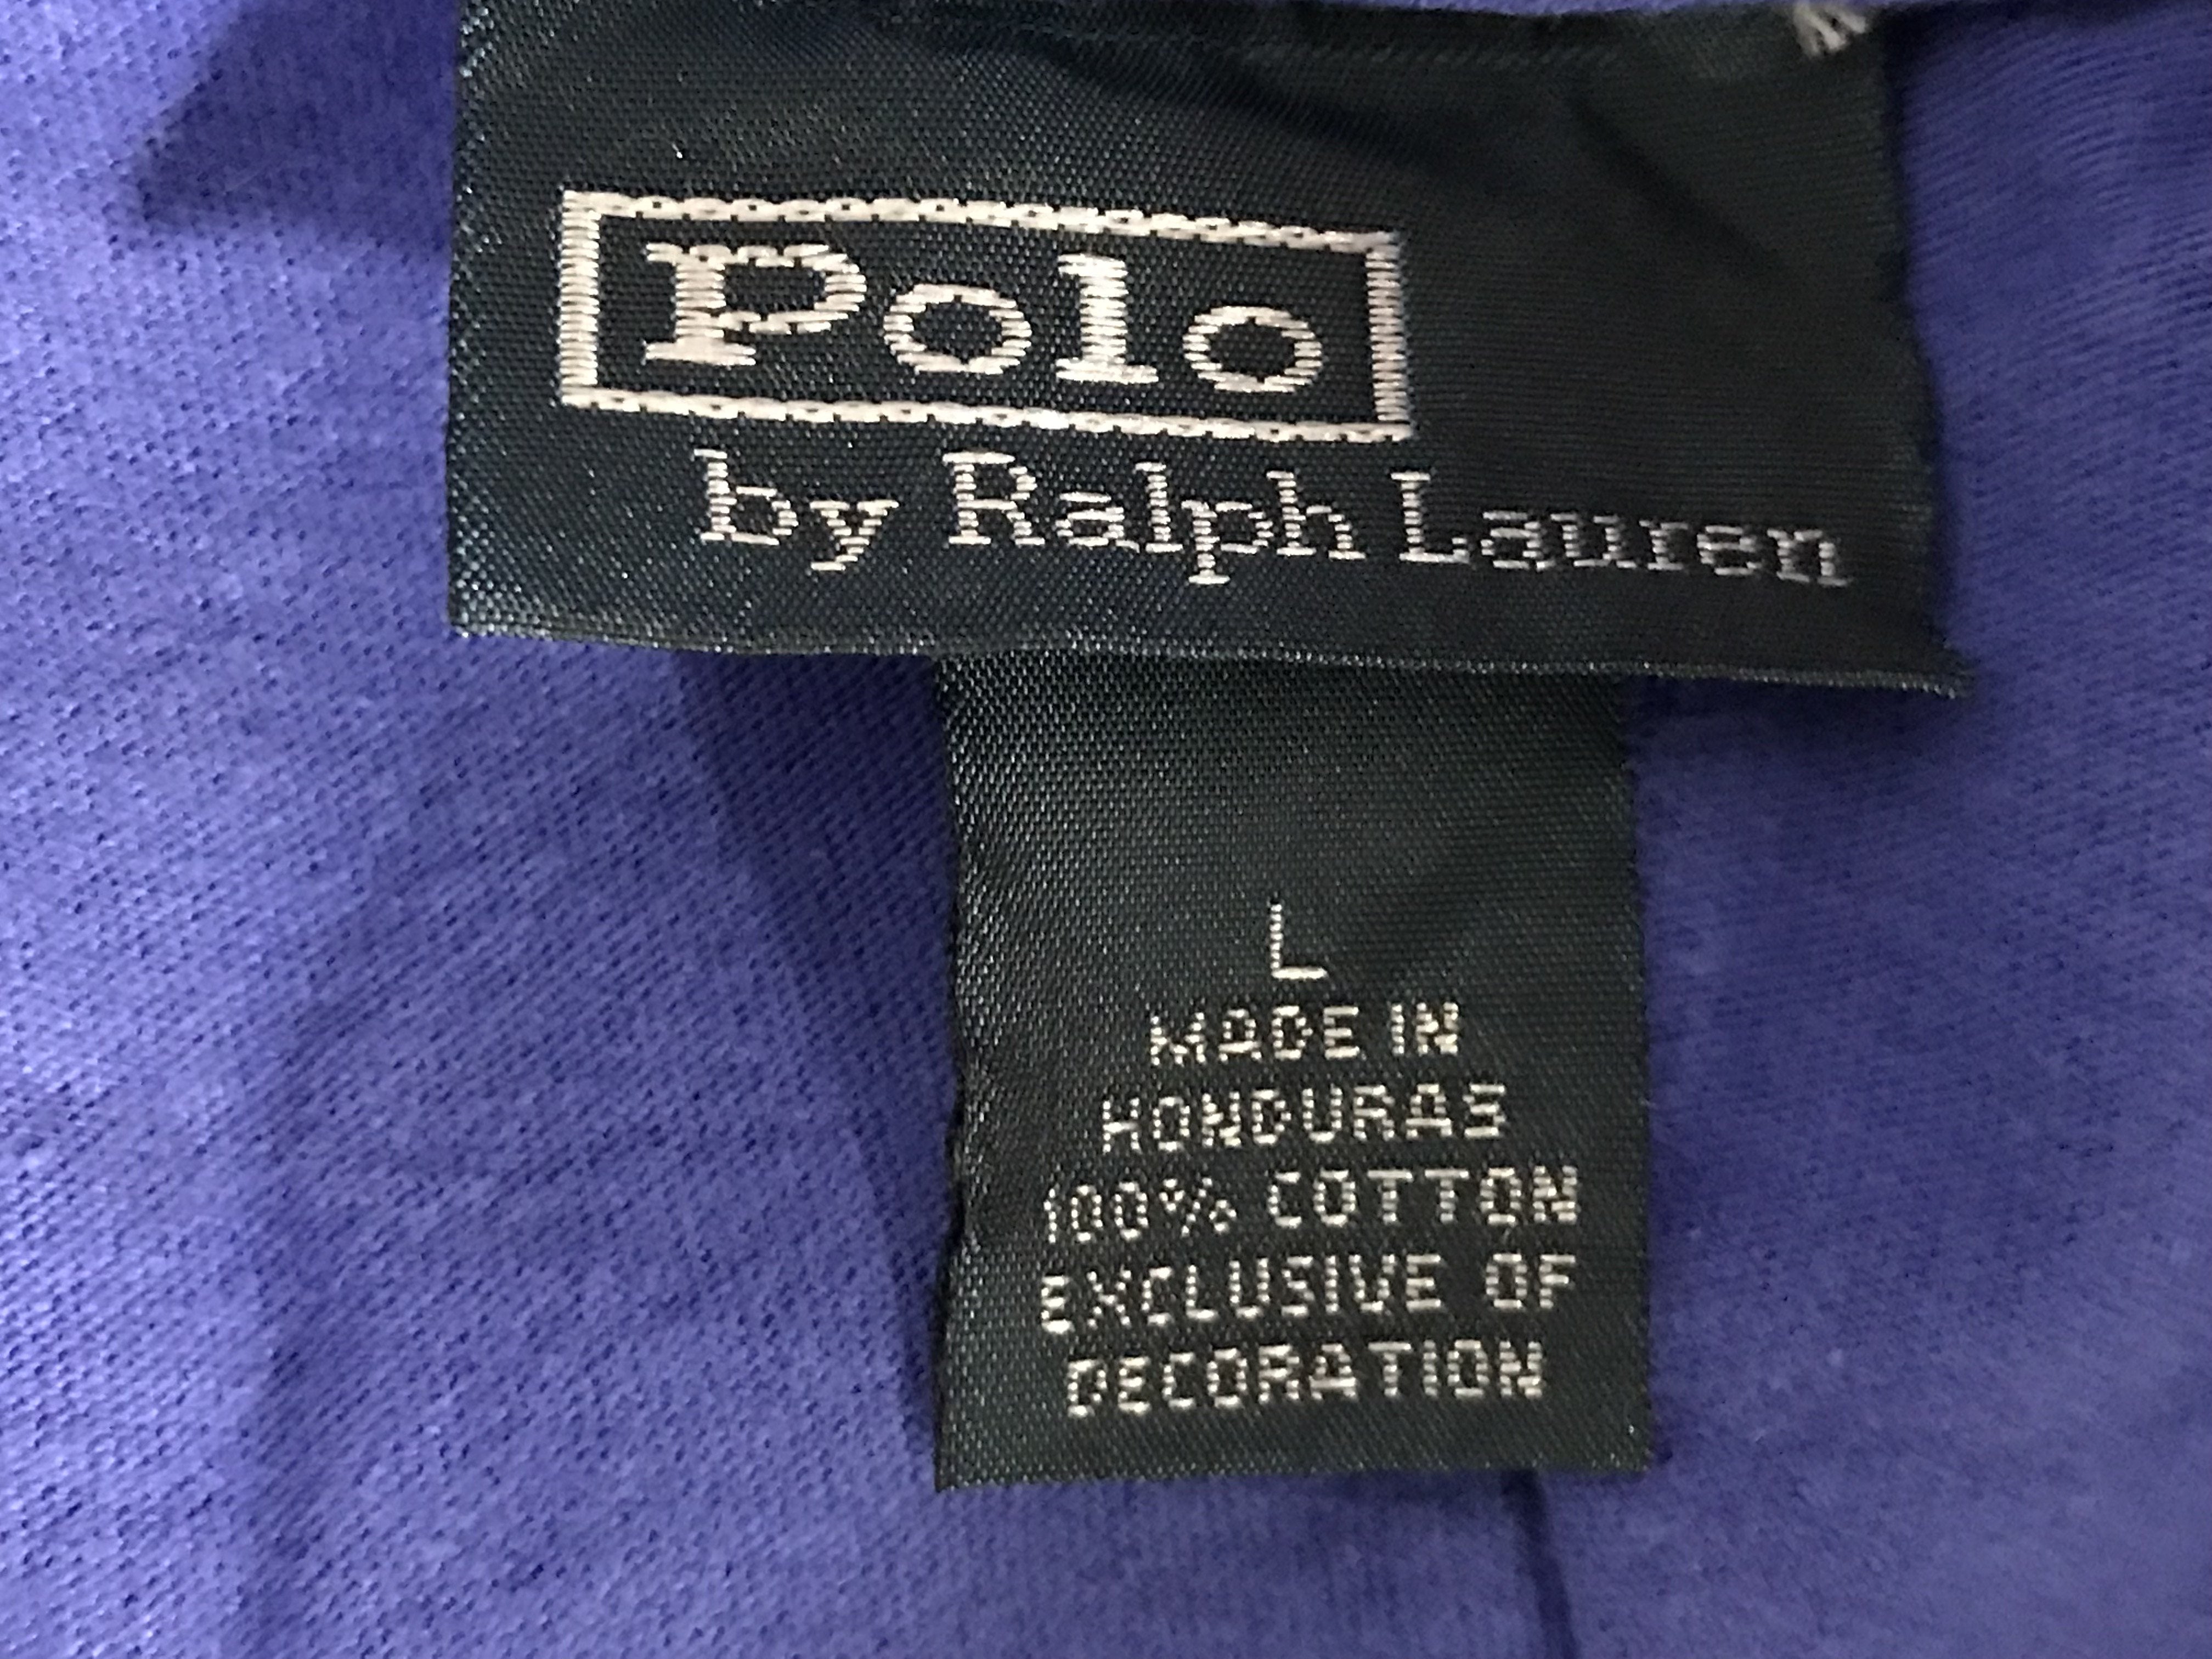 Polo
by Ralph Lauren
L
MADE IN
HONDURAS
100% COTTON
EXCLUSIVE OF
DECORATION